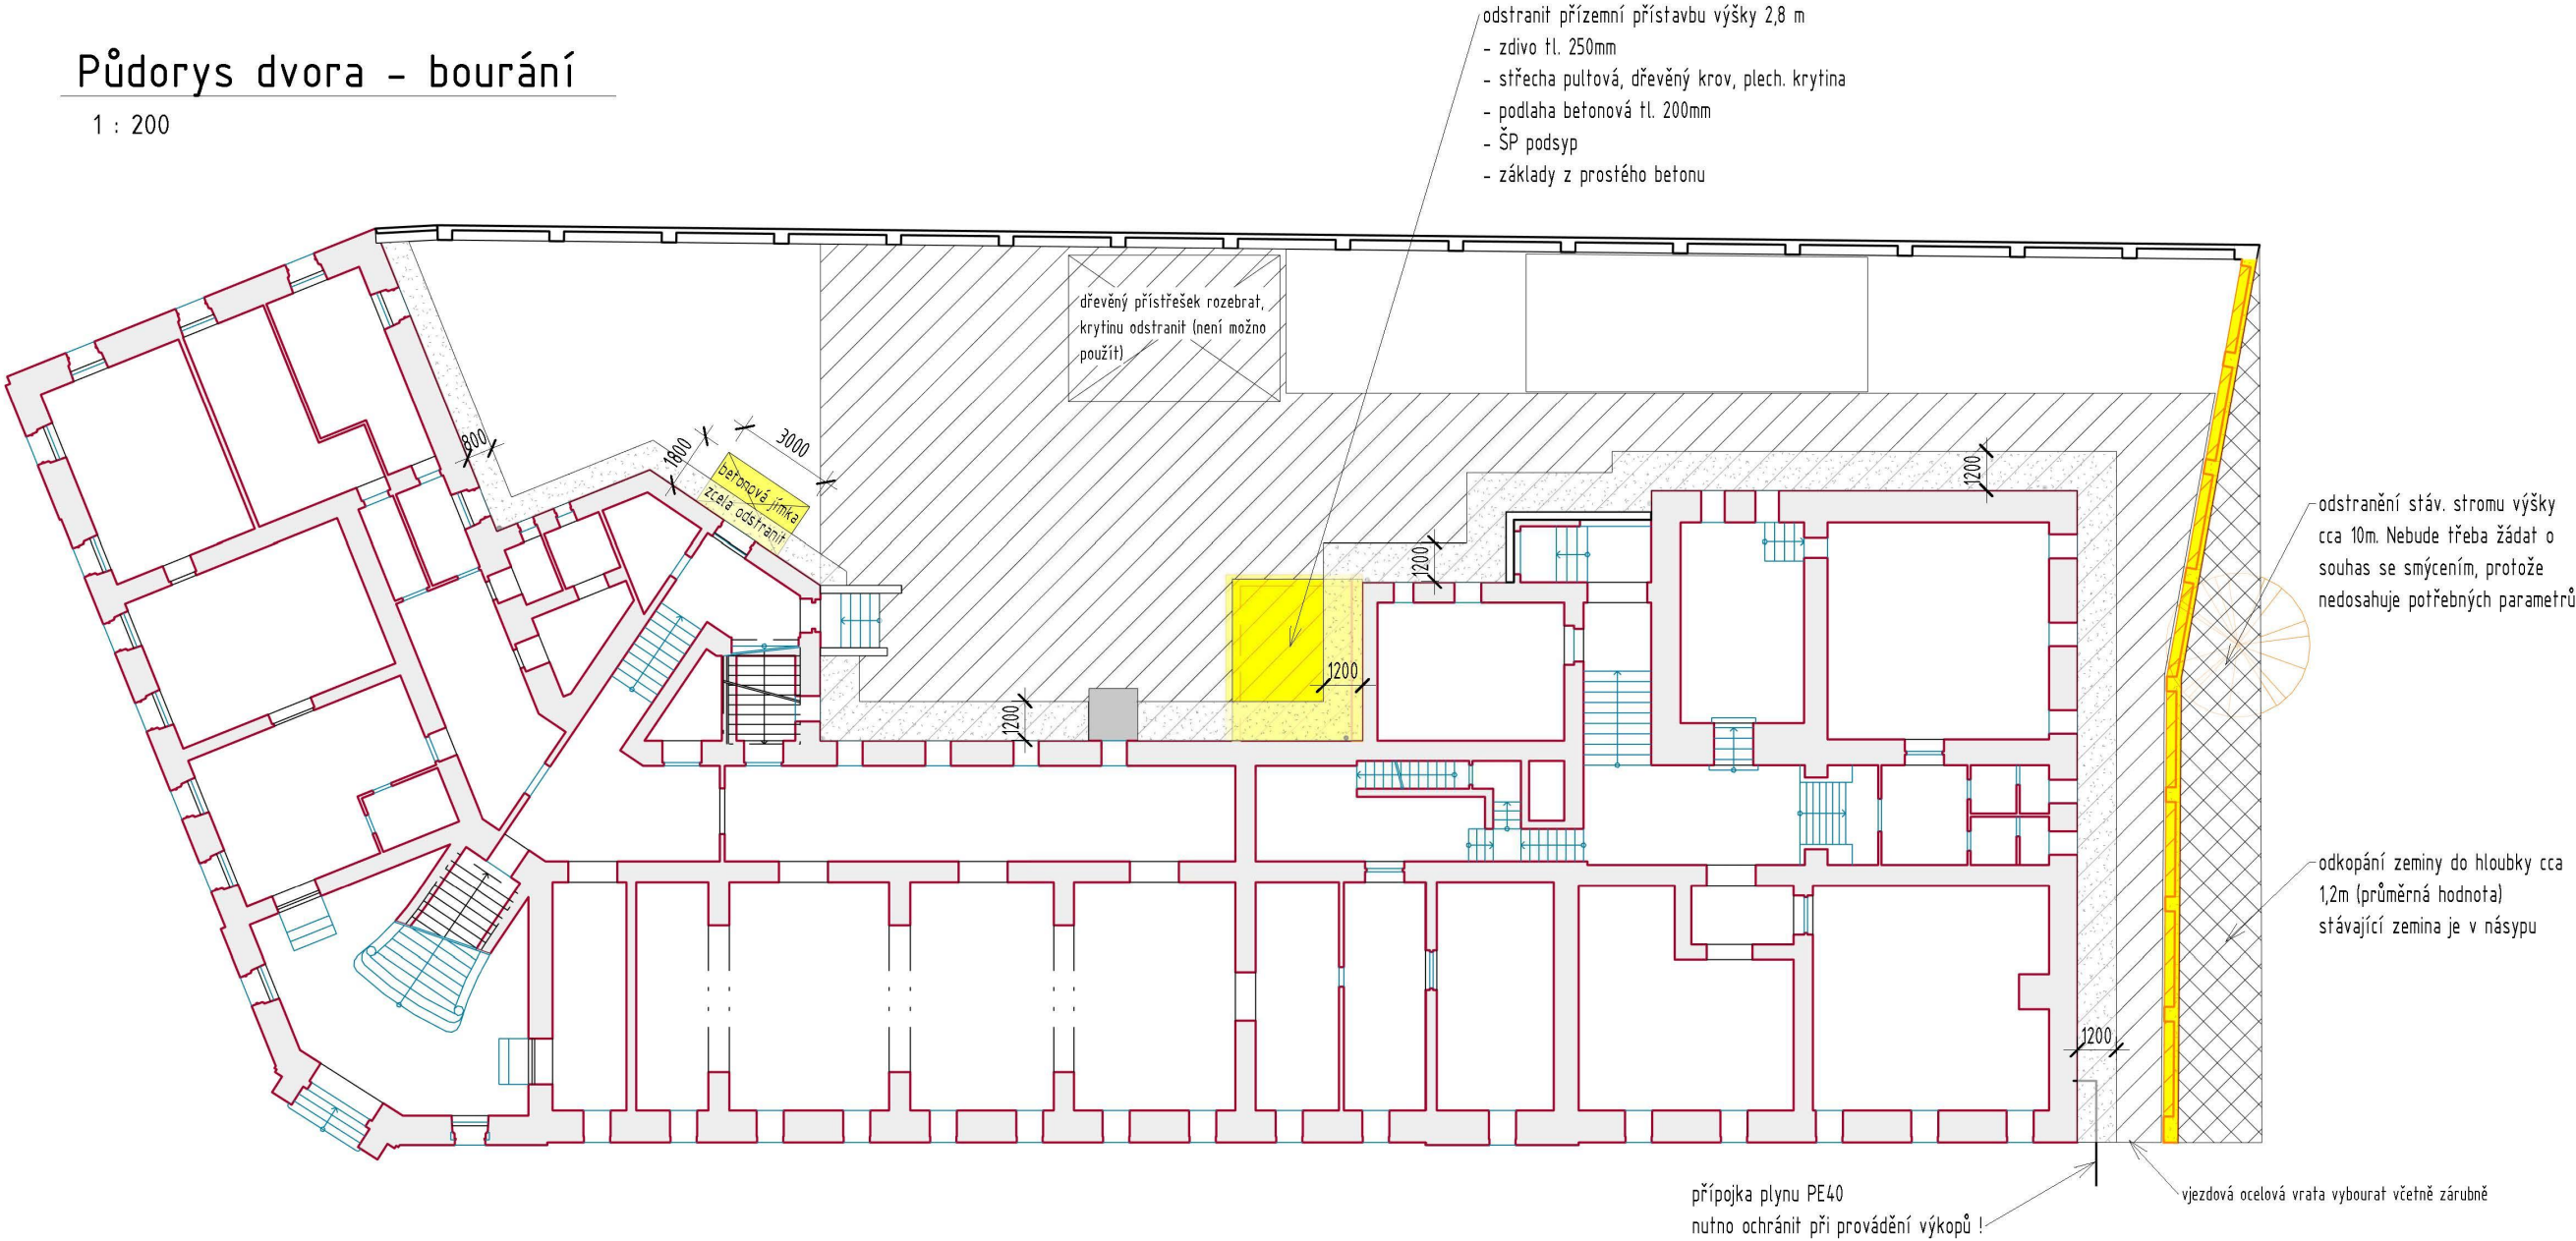 Půdorys dvora - bourání
1 : 200
odstranit přízemní přístavbu výšky 2,8 m
- zdivo tl. 250mm
- střecha pultová, dřevěný krov, plech. krytina
- podlaha betonová tl. 200mm
- ŠP podsyp
- základy z prostého betonu
dřevěný přístřešek rozebrat,
krytinu odstranit (není možno
použít)
800
1800
3000
betonová jímka
zcela odstranit
1200
1200
1200
1200
1200
odstranění stáv. stromu výšky
cca 10m. Nebude třeba žádat o
souhas se smýcením, protože
nedosahuje potřebných parametrů
odkopání zeminy do hloubky cca
1,2m (průměrná hodnota)
stávající zemina je v násypu
přípojka plynu PE40
nutno ochránit při provádění výkopů !
vjezdová ocelová vrata vybourat včetně zárubně